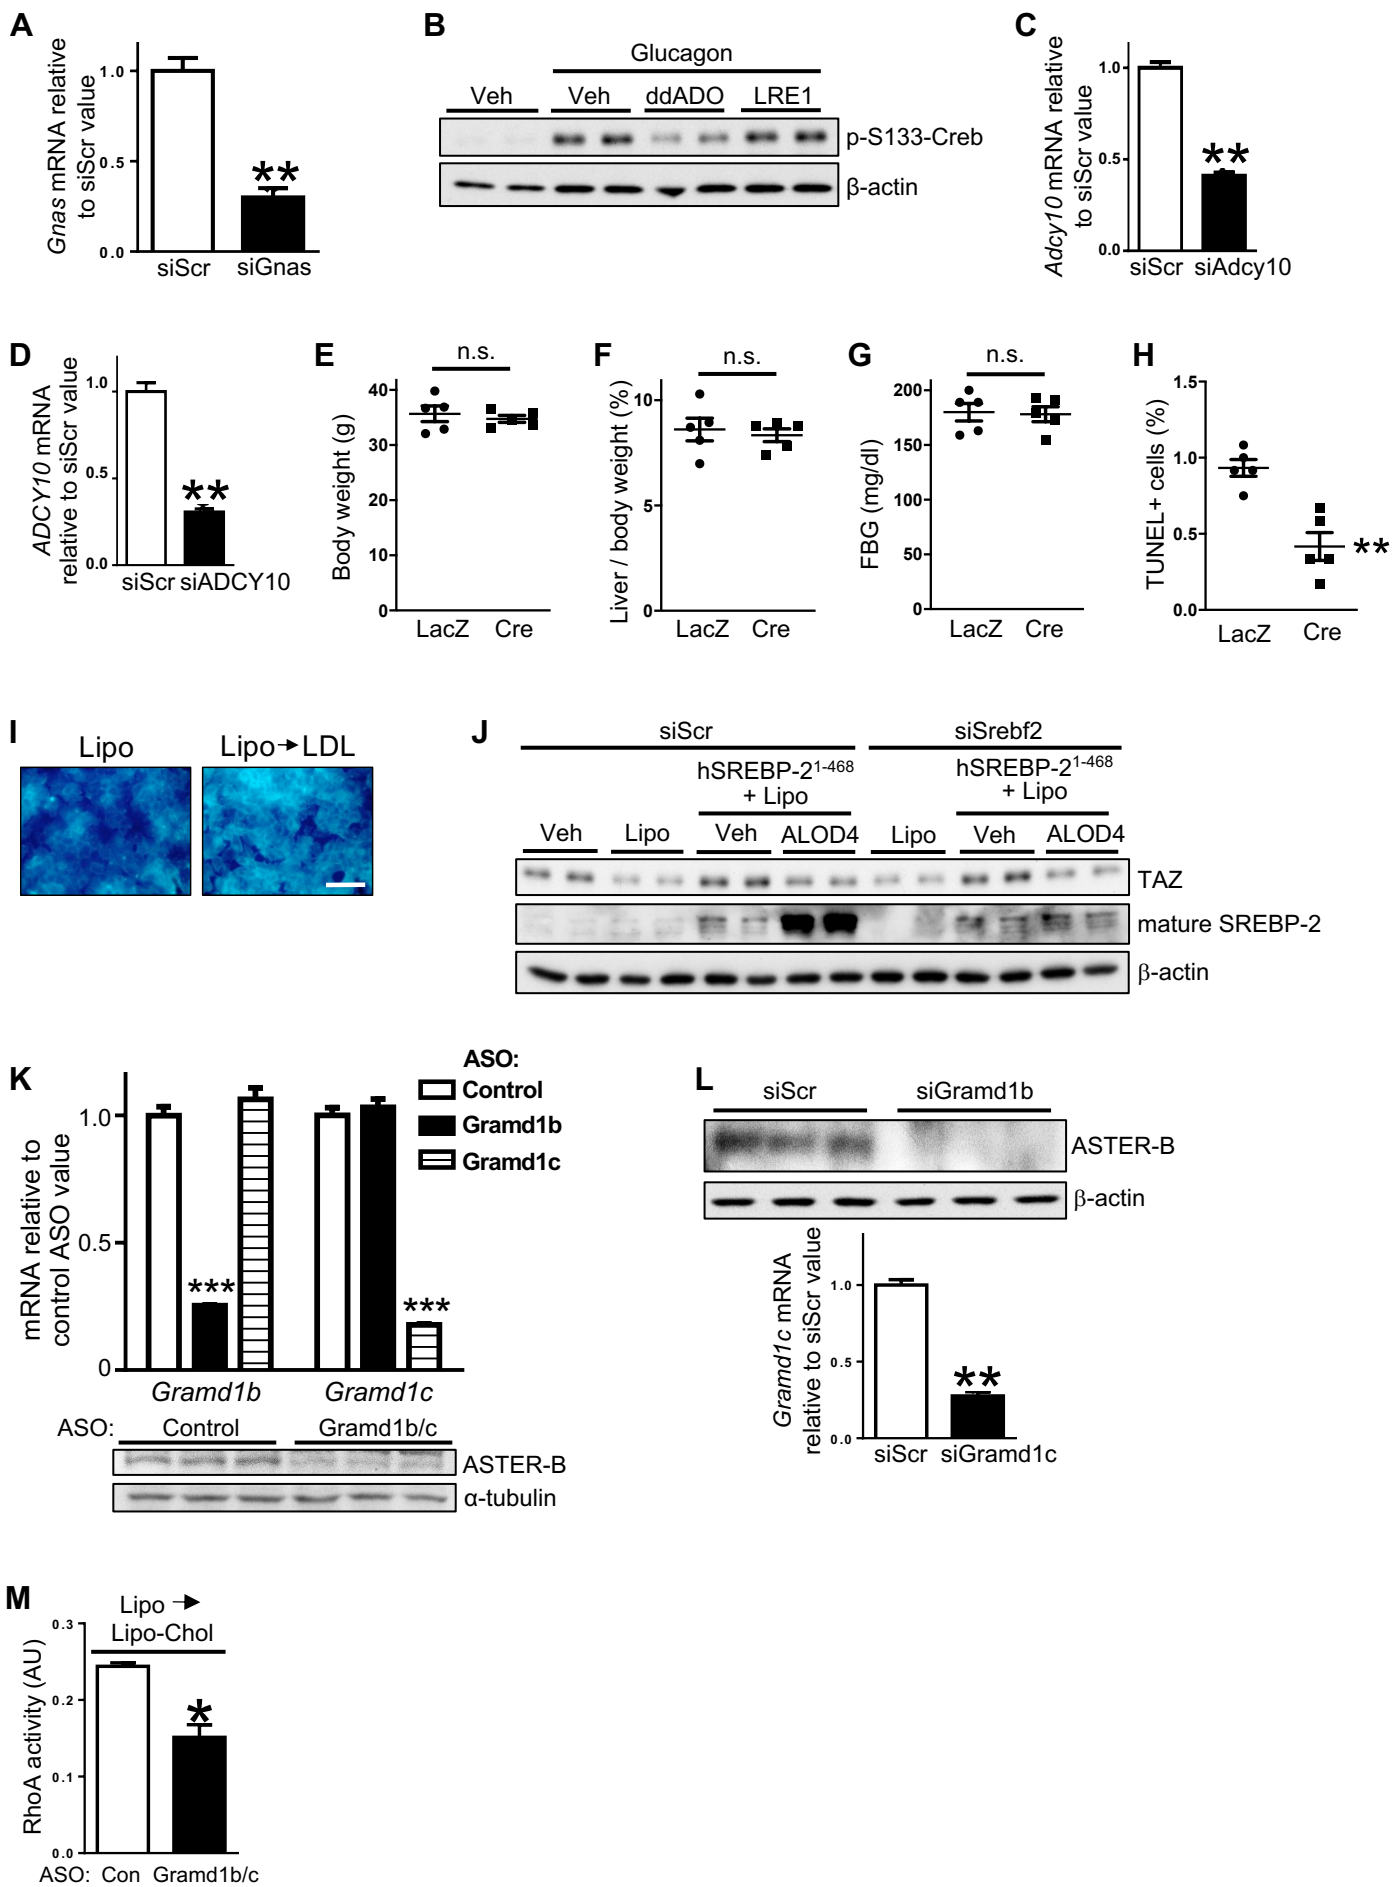 A
Gnas mRNA relative
to siScr value
1.0
0.5
0.0
siScr
siGnas
**
B
Glucagon
Veh
Veh
ddADO
LRE1
p-S133-Creb
β-actin
C
Adcy10 mRNA relative
to siScr value
1.0
0.5
0.0
siScr
siAdcy10
**
D
ADCY10 mRNA
relative to siScr value
1.0
0.5
0.0
siScr
siADCY10
**
E
n.s.
Body weight (g)
40
30
20
10
0
LacZ
Cre
F
n.s.
Liver / body weight (%)
10
5
0
LacZ
Cre
G
n.s.
FBG (mg/dl)
200
150
100
50
0
LacZ
Cre
H
TUNEL+ cells (%)
1.5
1.0
0.5
0.0
LacZ
Cre
**
I
Lipo
Lipo→LDL
J
siScr
siSrebf2
hSREBP-2¹⁻⁴⁶⁸
+ Lipo
hSREBP-2¹⁻⁴⁶⁸
+ Lipo
Veh
Lipo
Veh
ALOD4
Lipo
Veh
ALOD4
TAZ
mature SREBP-2
β-actin
K
ASO:
Control
Gramd1b
Gramd1c
mRNA relative to
control ASO value
1.0
0.5
0
***
***
Gramd1b
Gramd1c
ASO:
Control
Gramd1b/c
ASTER-B
α-tubulin
L
siScr
siGramd1b
ASTER-B
β-actin
Gramd1c mRNA
relative to siScr value
1.0
0.5
0.0
siScr
siGramd1c
**
M
Lipo →
Lipo-Chol
RhoA activity (AU)
0.3
0.2
0.1
0.0
*
ASO: Con Gramd1b/c